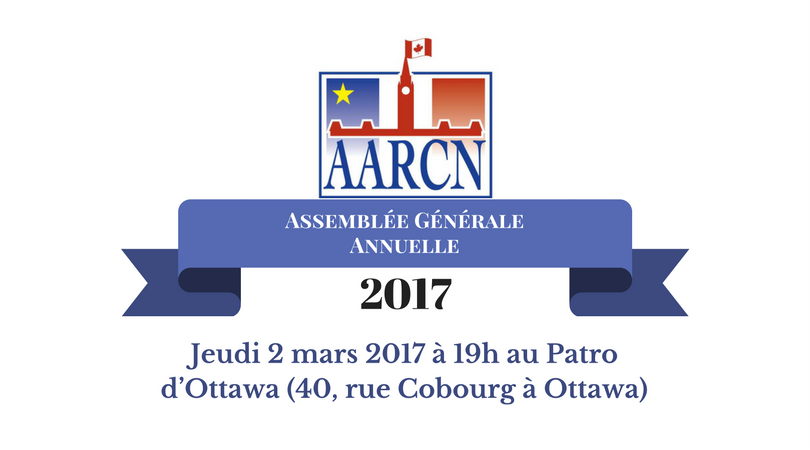 AARCN
Assemblée Générale
Annuelle
2017
Jeudi 2 mars 2017 à 19h au Patro
d’Ottawa (40, rue Cobourg à Ottawa)